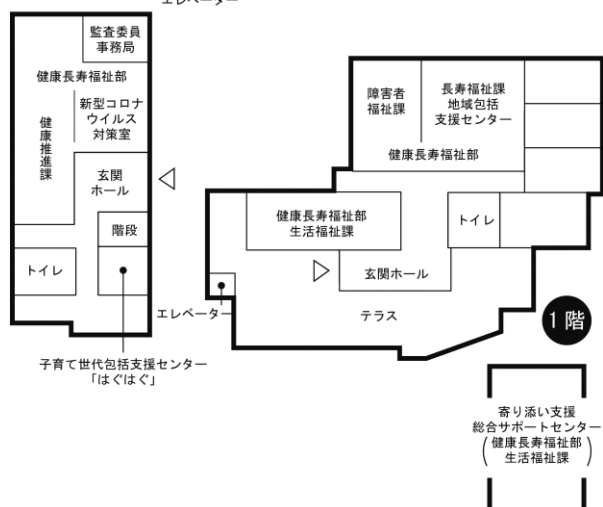 エレベーター
監査委員
事務局
健康長寿福祉部
新型コロナ
ウイルス
対策室
健康推進課
玄関
ホール
階段
トイレ
子育て世代包括支援センター
「はぐはぐ」
障害者
福祉課
長寿福祉課
地域包括
支援センター
健康長寿福祉部
健康長寿福祉部
生活福祉課
トイレ
玄関ホール
エレベーター
テラス
1階
寄り添い支援
総合サポートセンター
(健康長寿福祉部
生活福祉課)